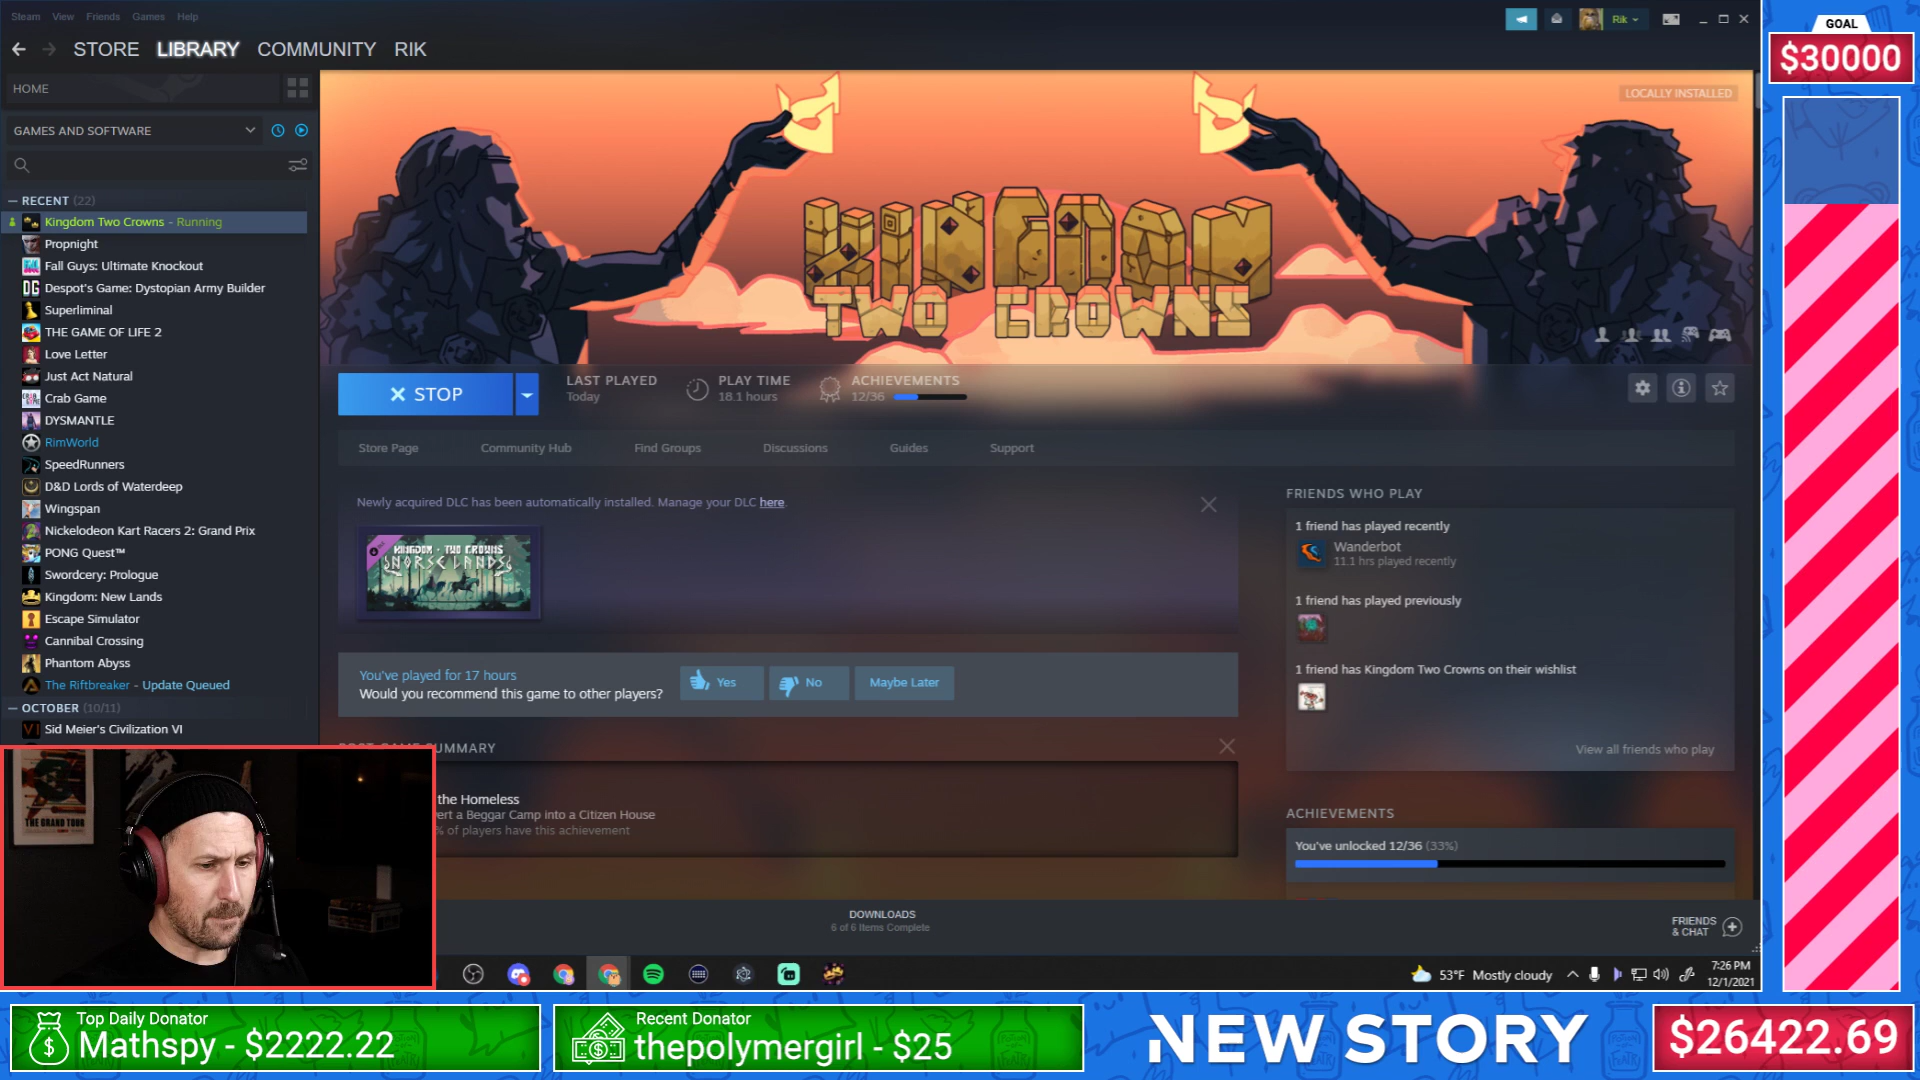 Steam View Friends Games Help
Rik
STORE LIBRARY COMMUNITY RIK
HOME
GAMES AND SOFTWARE
RECENT (22)
Kingdom Two Crowns - Running
Propnight
Fall Guys: Ultimate Knockout
DG Despot's Game: Dystopian Army Builder
Superliminal
THE GAME OF LIFE 2
Love Letter
Just Act Natural
Crab Game
DYSMANTLE
RimWorld
SpeedRunners
D&D Lords of Waterdeep
Wingspan
Nickelodeon Kart Racers 2: Grand Prix
PONG Quest™
Swordcery: Prologue
Kingdom: New Lands
Escape Simulator
Cannibal Crossing
Phantom Abyss
The Riftbreaker - Update Queued
OCTOBER (10/11)
VI Sid Meier's Civilization VI
THE GRAND TOUR
LOCALLY INSTALLED
KINGDOM
TWO CROWNS
STOP
LAST PLAYED
Today
PLAY TIME
18.1 hours
ACHIEVEMENTS
12/36
Store Page Community Hub Find Groups Discussions Guides Support
Newly acquired DLC has been automatically installed. Manage your DLC here.
KINGDOM TWO CROWNS
NORSE LANDS
You've played for 17 hours
Would you recommend this game to other players?
Yes No Maybe Later
SUMMARY
the Homeless
ert a Beggar Camp into a Citizen House
% of players have this achievement
FRIENDS WHO PLAY
1 friend has played recently
Wanderbot
11.1 hrs played recently
1 friend has played previously
1 friend has Kingdom Two Crowns on their wishlist
View all friends who play
ACHIEVEMENTS
You've unlocked 12/36 (33%)
DOWNLOADS
6 of 6 Items Complete
FRIENDS
& CHAT
53°F Mostly cloudy
7:26 PM
12/1/2021
GOAL
$30000
Top Daily Donator
Mathspy - $2222.22
Recent Donator
thepolymergirl - $25
NEW STORY
$26422.69